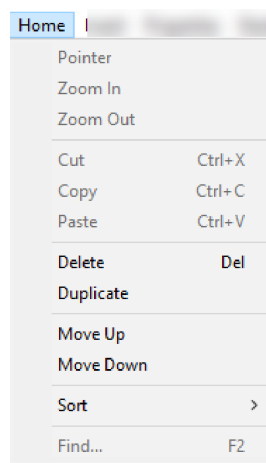 Home
Pointer
Zoom In
Zoom Out
Cut Ctrl+X
Copy Ctrl+C
Paste Ctrl+V
Delete Del
Duplicate
Move Up
Move Down
Sort >
Find... F2